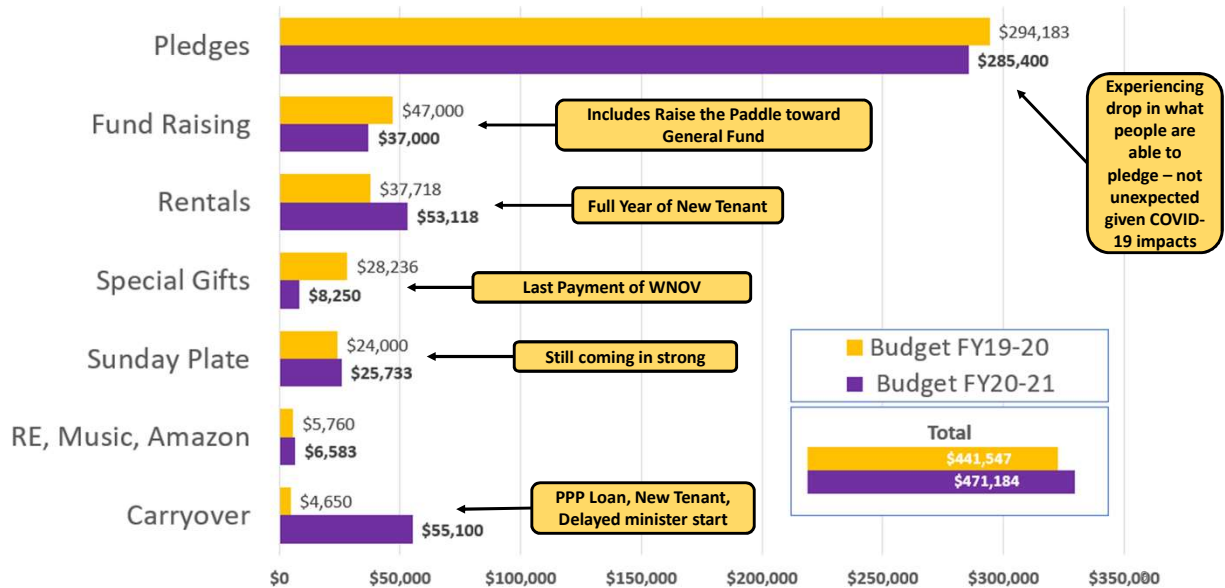 Pledges
$294,183
$285,400
Experiencing
drop in what
people are
able to
pledge – not
unexpected
given COVID-
19 impacts
Fund Raising
$47,000
$37,000
Includes Raise the Paddle toward
General Fund
Rentals
$37,718
$53,118
Full Year of New Tenant
Special Gifts
$28,236
$8,250
Last Payment of WNOV
Sunday Plate
$24,000
$25,733
Still coming in strong
RE, Music, Amazon
$5,760
$6,583
Carryover
$4,650
$55,100
PPP Loan, New Tenant,
Delayed minister start
Budget FY19-20
Budget FY20-21
Total
$441,547
$471,184
$0 $50,000 $100,000 $150,000 $200,000 $250,000 $300,000 $350,000